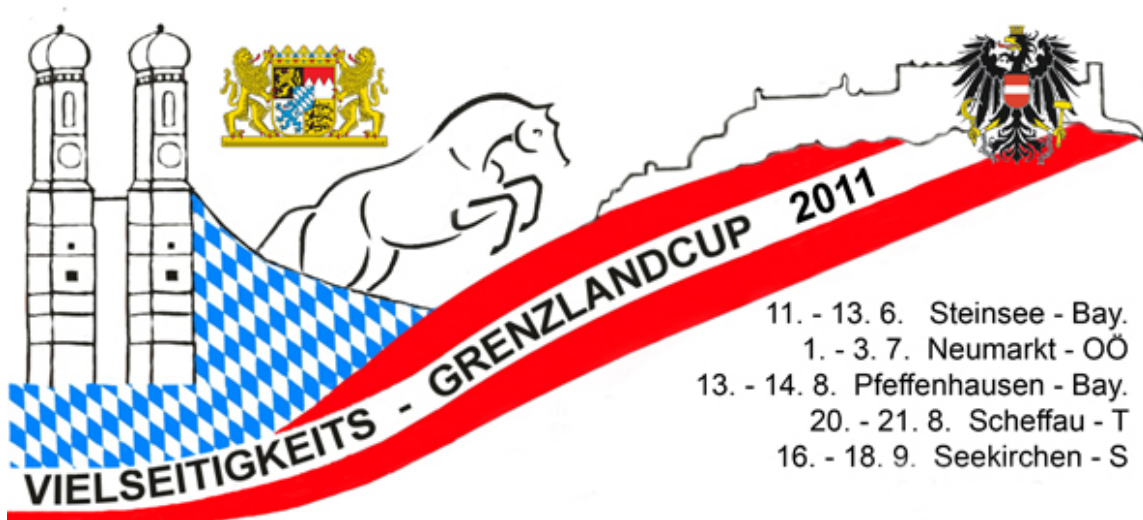 VIELSEITIGKEITS - GRENZLANDCUP 2011
11. - 13. 6. Steinsee - Bay.
1. - 3. 7. Neumarkt - OÖ
13. - 14. 8. Pfeffenhausen - Bay.
20. - 21. 8. Scheffau - T
16. - 18. 9. Seekirchen - S